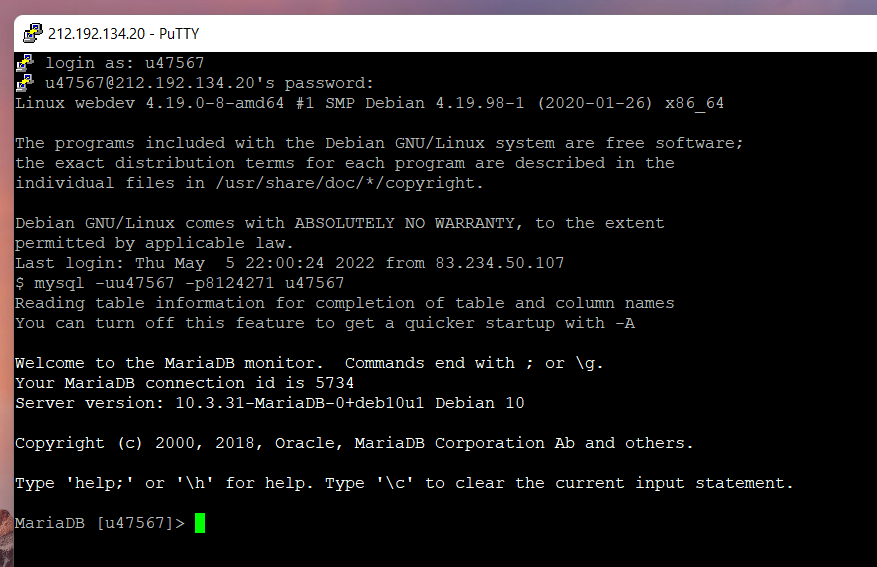 212.192.134.20 - PuTTY
login as: u47567
u47567@212.192.134.20's password:
Linux webdev 4.19.0-8-amd64 #1 SMP Debian 4.19.98-1 (2020-01-26) x86_64
The programs included with the Debian GNU/Linux system are free software;
the exact distribution terms for each program are described in the
individual files in /usr/share/doc/*/copyright.
Debian GNU/Linux comes with ABSOLUTELY NO WARRANTY, to the extent
permitted by applicable law.
Last login: Thu May  5 22:00:24 2022 from 83.234.50.107
$ mysql -uu47567 -p8124271 u47567
Reading table information for completion of table and column names
You can turn off this feature to get a quicker startup with -A
Welcome to the MariaDB monitor.  Commands end with ; or \g.
Your MariaDB connection id is 5734
Server version: 10.3.31-MariaDB-0+deb10u1 Debian 10
Copyright (c) 2000, 2018, Oracle, MariaDB Corporation Ab and others.
Type 'help;' or '\h' for help. Type '\c' to clear the current input statement.
MariaDB [u47567]>